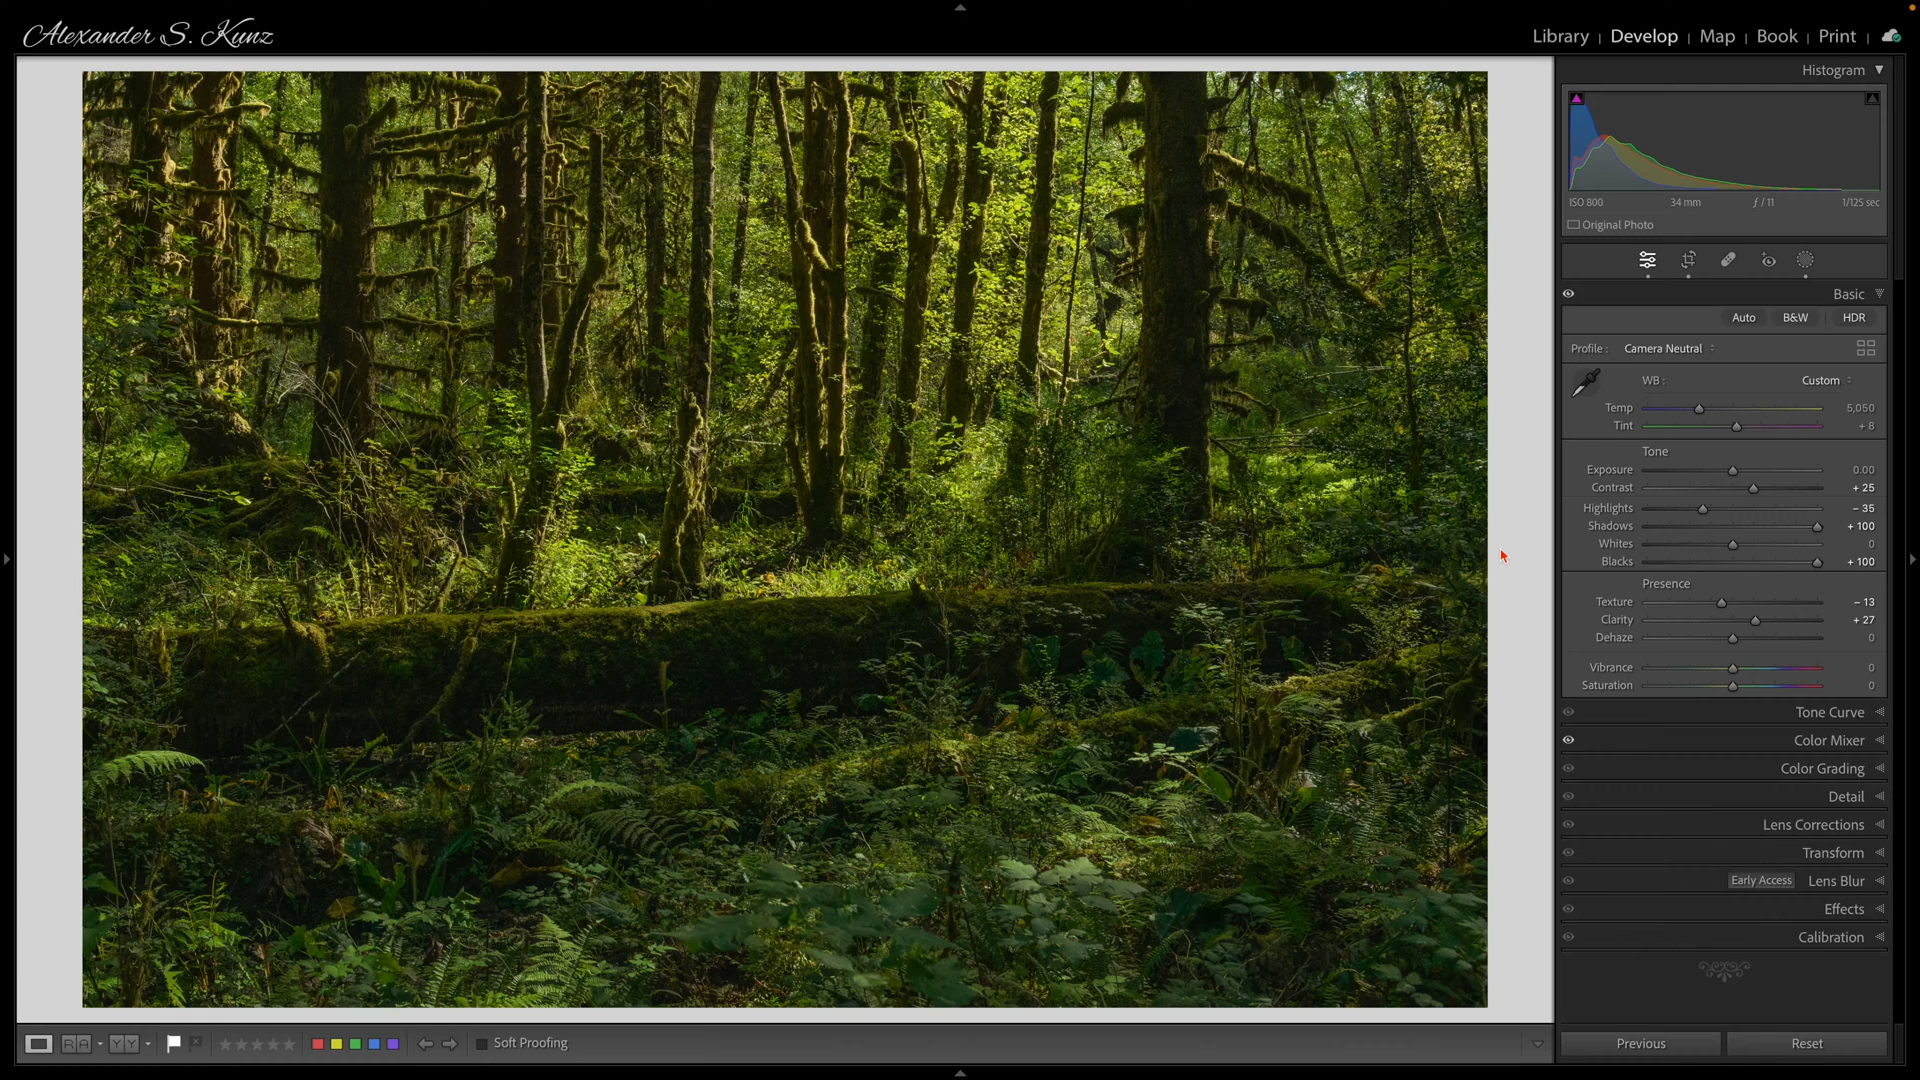 Alexander S. Kunz
Library | Develop | Map | Book | Print |
Histogram
ISO 800 34 mm ƒ / 11 1/125 sec
Original Photo
Basic
Auto B&W HDR
Profile : Camera Neutral
WB : Custom
Temp 5,050
Tint + 8
Tone
Exposure 0.00
Contrast + 25
Highlights − 35
Shadows + 100
Whites 0
Blacks + 100
Presence
Texture − 13
Clarity + 27
Dehaze 0
Vibrance 0
Saturation 0
Tone Curve
Color Mixer
Color Grading
Detail
Lens Corrections
Transform
Early Access Lens Blur
Effects
Calibration
RA YY Soft Proofing
Previous Reset